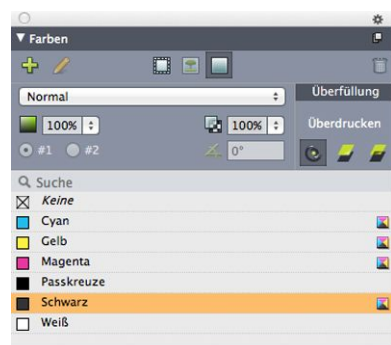 Farben
Normal
Überfüllung
100%
100%
Überdrucken
#1
#2
0°
Suche
Keine
Cyan
Gelb
Magenta
Passkreuze
Schwarz
Weiß